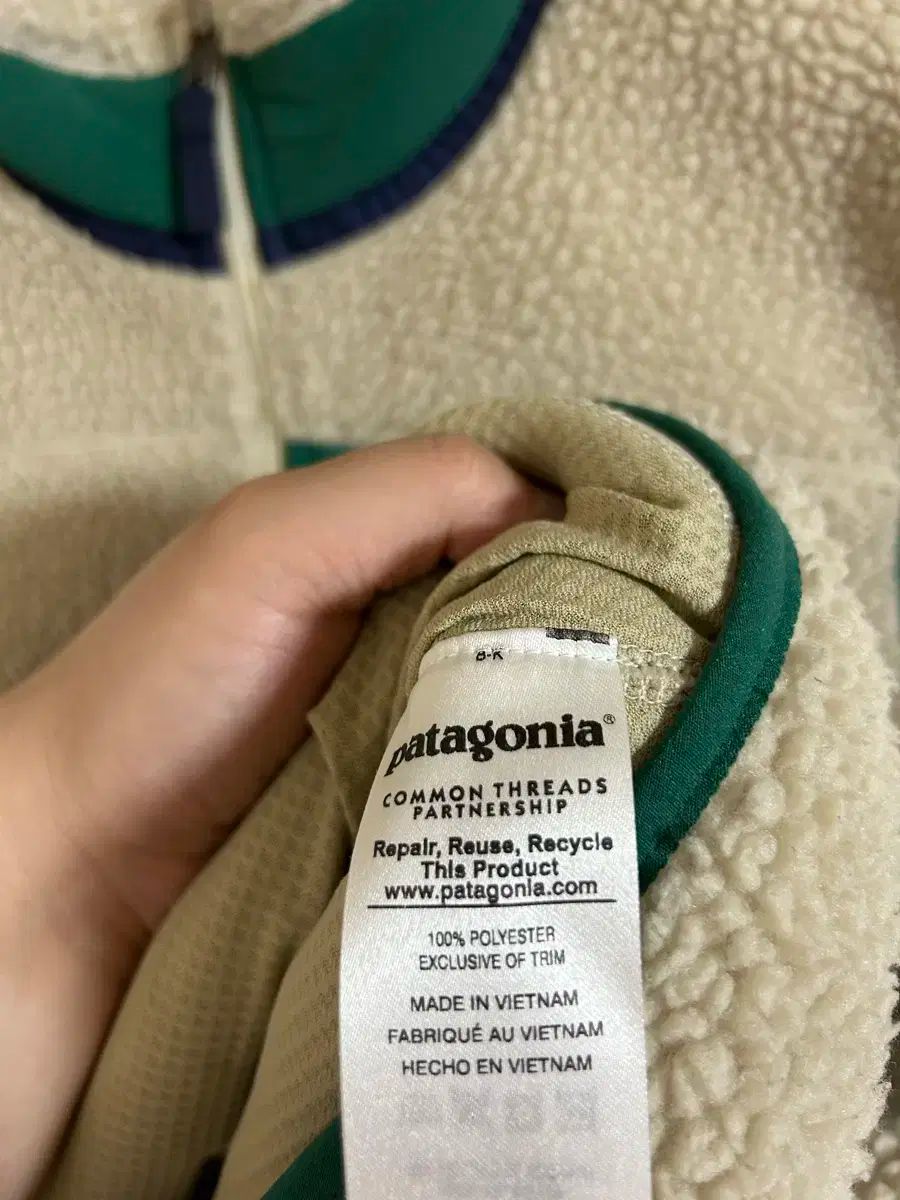 8-K
patagonia®
COMMON THREADS
PARTNERSHIP
Repair, Reuse, Recycle
This Product
www.patagonia.com
100% POLYESTER
EXCLUSIVE OF TRIM
MADE IN VIETNAM
FABRIQUÉ AU VIETNAM
HECHO EN VIETNAM